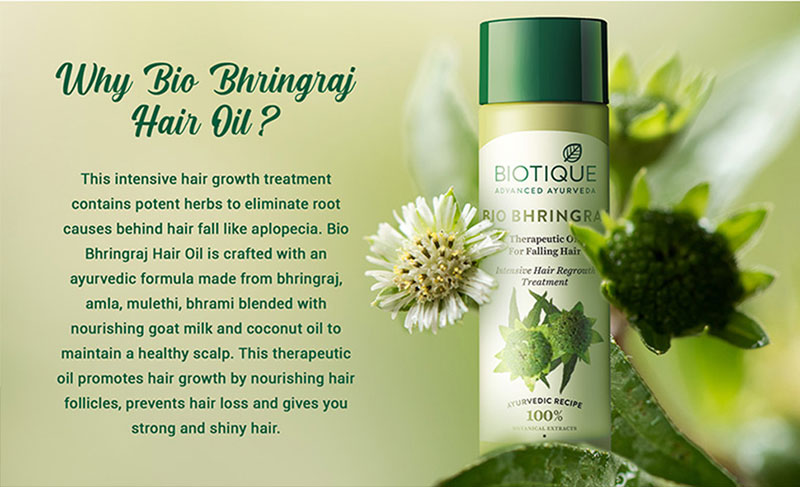 Why Bio Bhringraj
Hair Oil?
This intensive hair growth treatment
contains potent herbs to eliminate root
causes behind hair fall like aplopecia. Bio
Bhringraj Hair Oil is crafted with an
ayurvedic formula made from bhringraj,
amla, mulethi, bhrami blended with
nourishing goat milk and coconut oil to
maintain a healthy scalp. This therapeutic
oil promotes hair growth by nourishing hair
follicles, prevents hair loss and gives you
strong and shiny hair.
BIOTIQUE
ADVANCED AYURVEDA
BIO BHRINGRA
Therapeutic O
For Falling Hair
Intensive Hair Regrowth
Treatment
AYURVEDIC RECIPE
100%
BOTANICAL EXTRACTS